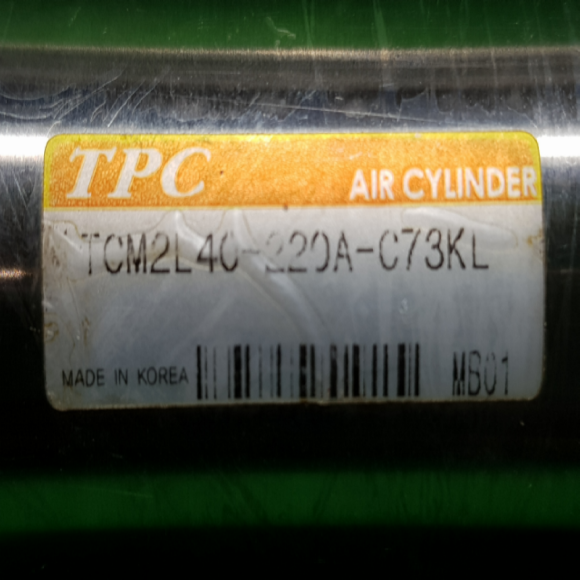 TPC
AIR CYLINDER
TCM2L40-220A-C73KL
MADE IN KOREA
MB01